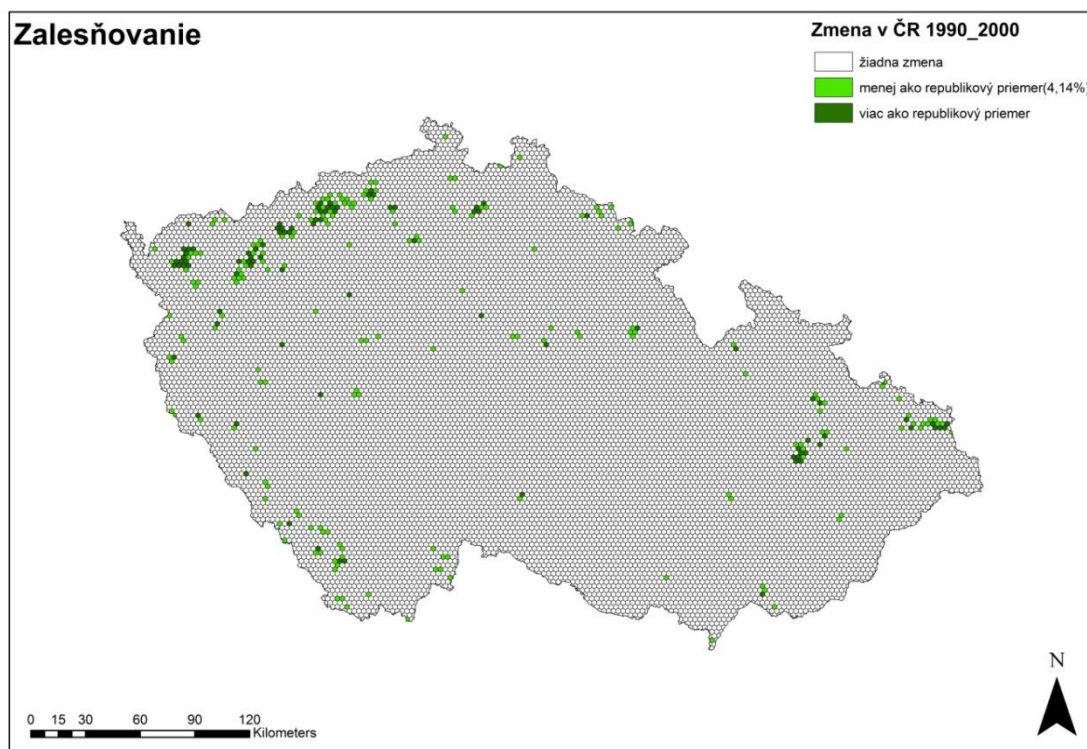 Zalesňovanie
Zmena v ČR 1990_2000
žiadna zmena
menej ako republikový priemer(4,14%)
viac ako republikový priemer
N
0 15 30 60 90 120
Kilometers